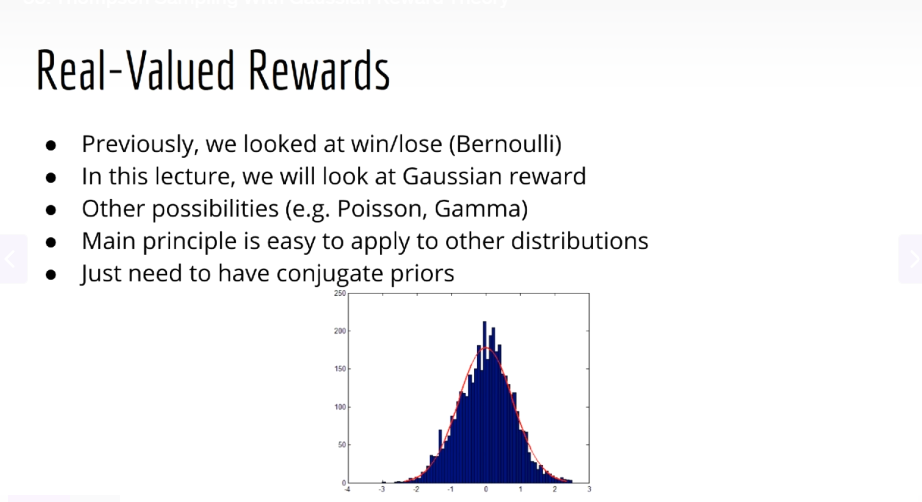 Real-Valued Rewards
● Previously, we looked at win/lose (Bernoulli)
● In this lecture, we will look at Gaussian reward
● Other possibilities (e.g. Poisson, Gamma)
● Main principle is easy to apply to other distributions
● Just need to have conjugate priors
250
200
150
100
50
0
-4 -3 -2 -1 0 1 2 3